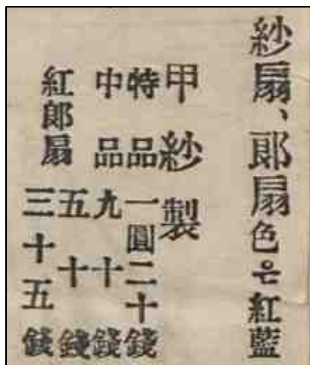 紗扇、郎扇色은紅藍
甲紗製
特品一圓二十錢
中品九十錢
紅郎扇
五十錢
三十五錢